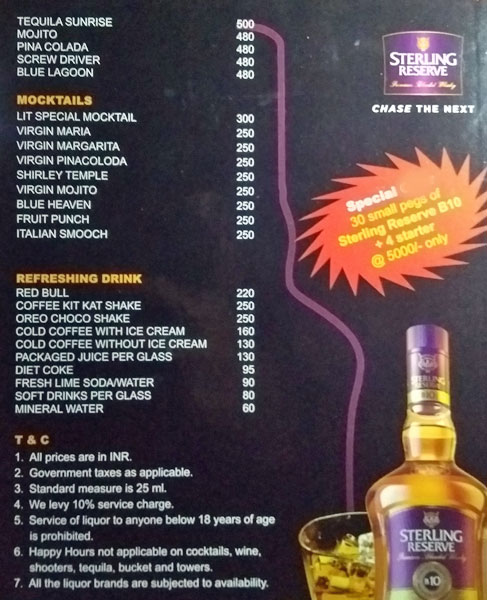 TEQUILA SUNRISE 500
MOJITO 480
PINA COLADA 480
SCREW DRIVER 480
BLUE LAGOON 480
MOCKTAILS
LIT SPECIAL MOCKTAIL 300
VIRGIN MARIA 250
VIRGIN MARGARITA 250
VIRGIN PINACOLODA 250
SHIRLEY TEMPLE 250
VIRGIN MOJITO 250
BLUE HEAVEN 250
FRUIT PUNCH 250
ITALIAN SMOOCH 250
REFRESHING DRINK
RED BULL 220
COFFEE KIT KAT SHAKE 250
OREO CHOCO SHAKE 250
COLD COFFEE WITH ICE CREAM 160
COLD COFFEE WITHOUT ICE CREAM 130
PACKAGED JUICE PER GLASS 130
DIET COKE 95
FRESH LIME SODA/WATER 90
SOFT DRINKS PER GLASS 80
MINERAL WATER 60
T & C
1. All prices are in INR.
2. Government taxes as applicable.
3. Standard measure is 25 ml.
4. We levy 10% service charge.
5. Service of liquor to anyone below 18 years of age
is prohibited.
6. Happy Hours not applicable on cocktails, wine,
shooters, tequila, bucket and towers.
7. All the liquor brands are subjected to availability.
STERLING
RESERVE
CHASE THE NEXT
Special
30 small pegs of
Sterling Reserve B10
+ 4 starter
@ 5000/- only
STERLING
RESERVE
STERLING
RESERVE
B10